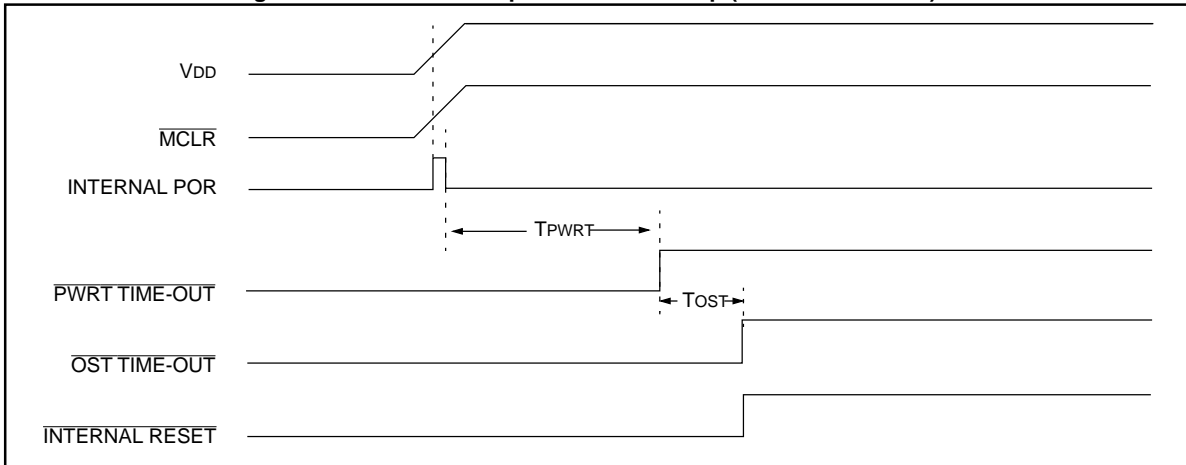 VDD
MCLR
INTERNAL POR
TPWRT
PWRT TIME-OUT
TOST
OST TIME-OUT
INTERNAL RESET